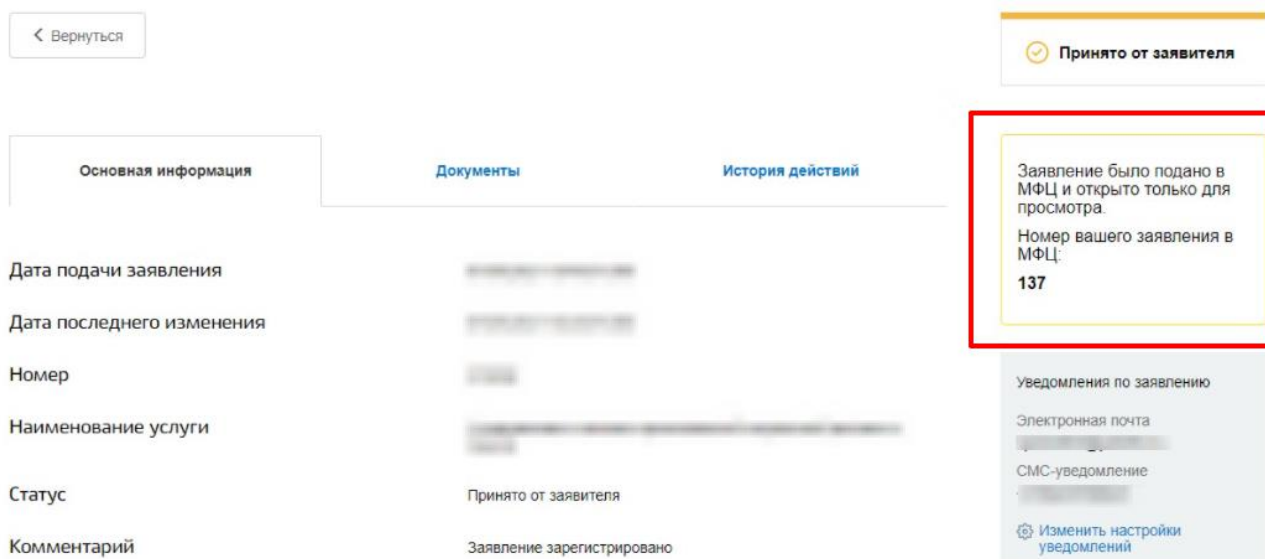 Вернуться
Принято от заявителя
Основная информация
Документы
История действий
Заявление было подано в
МФЦ и открыто только для
просмотра.
Номер вашего заявления в
МФЦ:
137
Дата подачи заявления
Дата последнего изменения
Номер
Наименование услуги
Статус
Принято от заявителя
Комментарий
Заявление зарегистрировано
Уведомления по заявлению
Электронная почта
СМС-уведомление
Изменить настройки
уведомлений